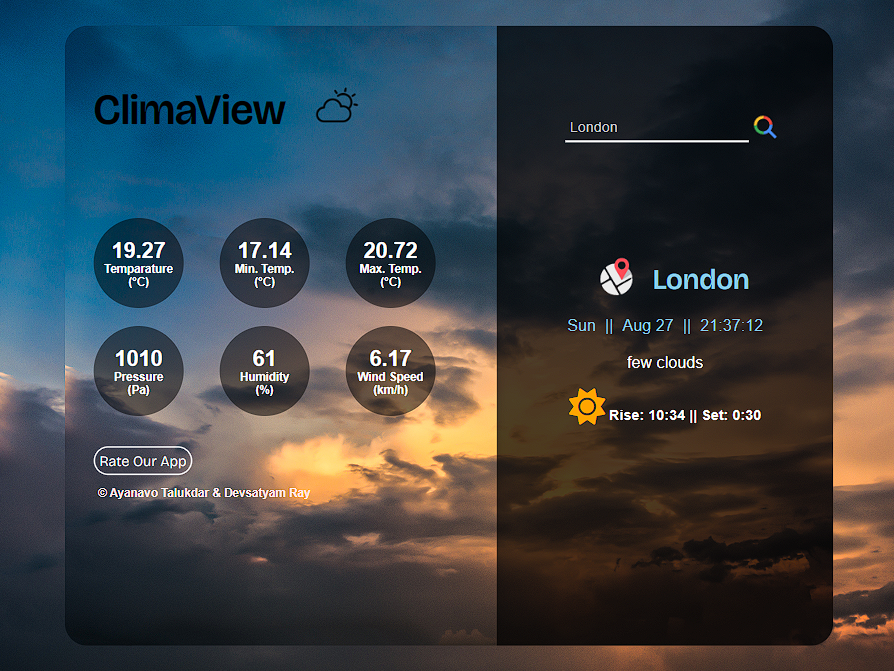 ClimaView
19.27
Temparature
(°C)
17.14
Min. Temp.
(°C)
20.72
Max. Temp.
(°C)
1010
Pressure
(Pa)
61
Humidity
(%)
6.17
Wind Speed
(km/h)
Rate Our App
© Ayanavo Talukdar & Devsatyam Ray
London
London
Sun || Aug 27 || 21:37:12
few clouds
Rise: 10:34 || Set: 0:30